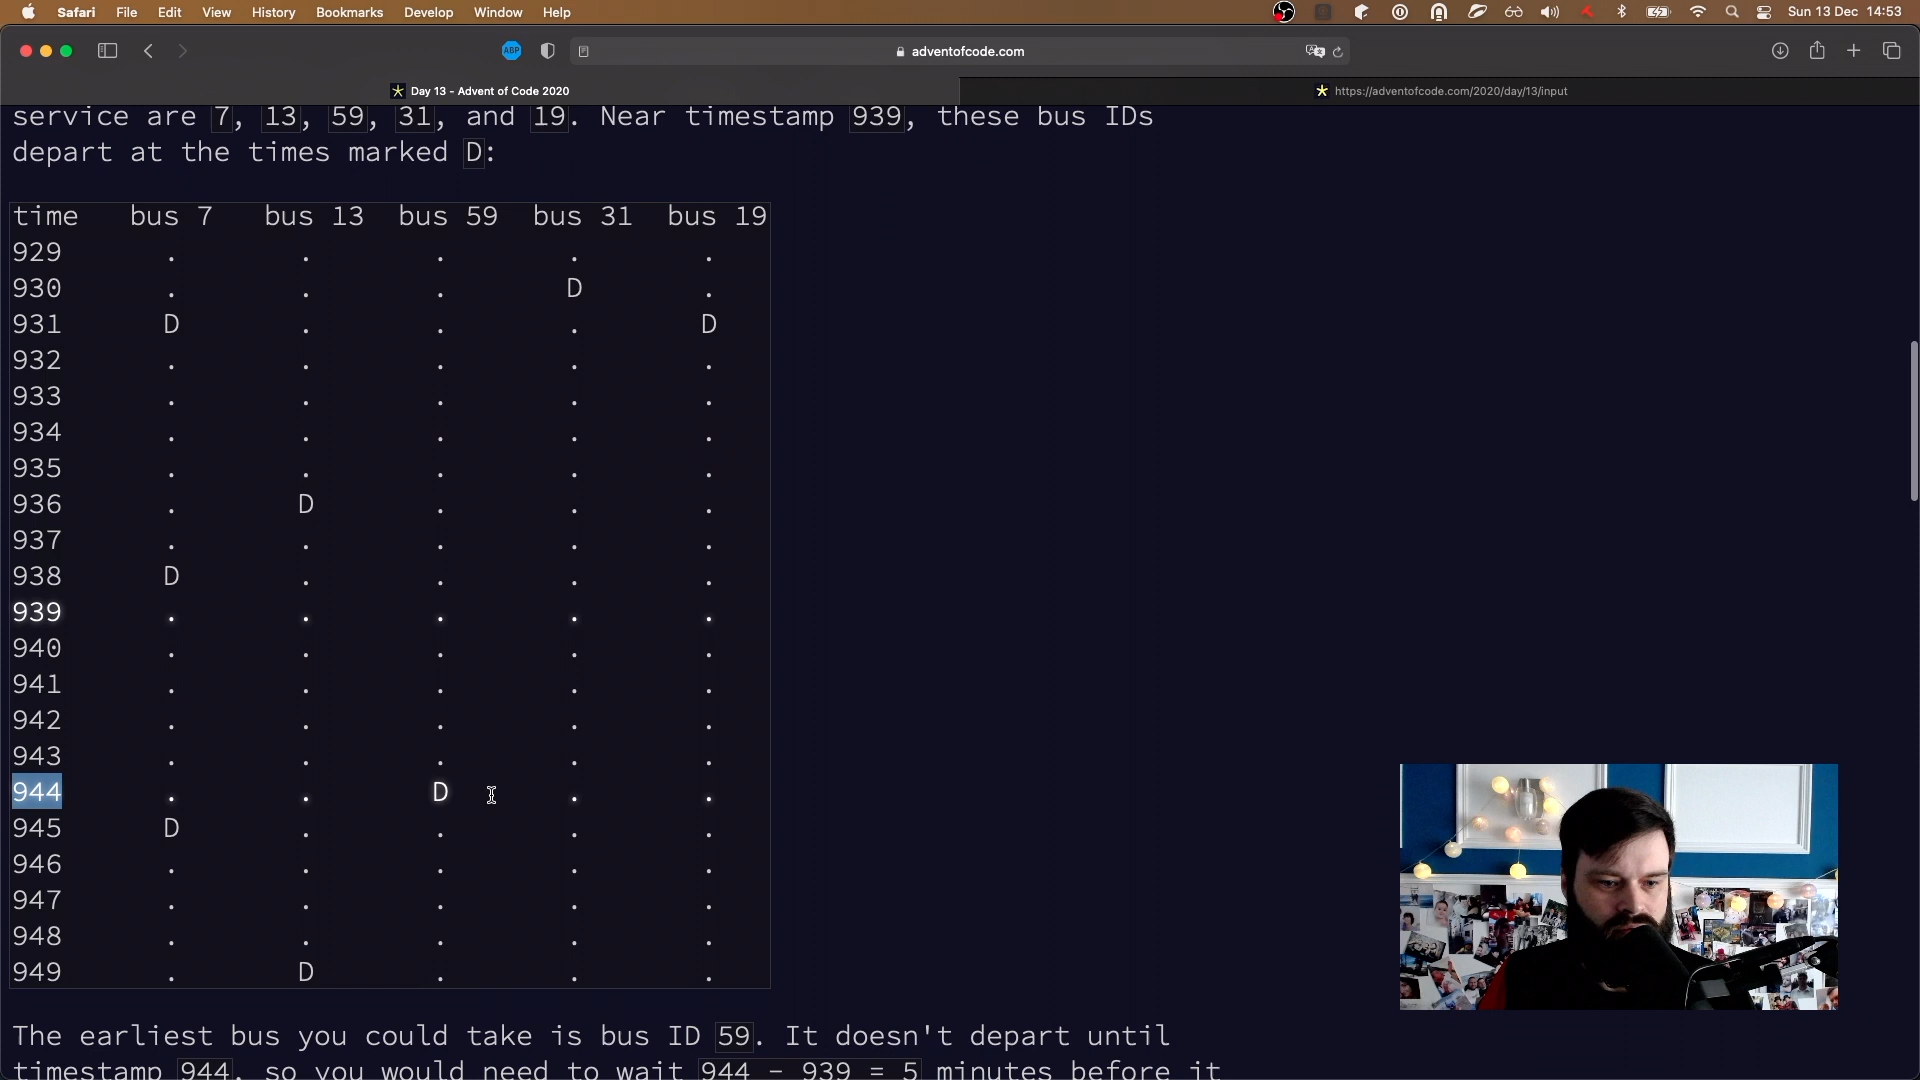 Safari File Edit View History Bookmarks Develop Window Help Sun 13 Dec 14:53
ABP adventofcode.com
Day 13 - Advent of Code 2020 https://adventofcode.com/2020/day/13/input
service are 7, 13, 59, 31, and 19. Near timestamp 939, these bus IDs
depart at the times marked D:
time bus 7 bus 13 bus 59 bus 31 bus 19
929 . . . . .
930 . . . D .
931 D . . . D
932 . . . . .
933 . . . . .
934 . . . . .
935 . . . . .
936 . D . . .
937 . . . . .
938 D . . . .
939 . . . . .
940 . . . . .
941 . . . . .
942 . . . . .
943 . . . . .
944 . . D . .
945 D . . . .
946 . . . . .
947 . . . . .
948 . . . . .
949 . D . . .
The earliest bus you could take is bus ID 59. It doesn't depart until
timestamp 944, so you would need to wait 944 - 939 = 5 minutes before it